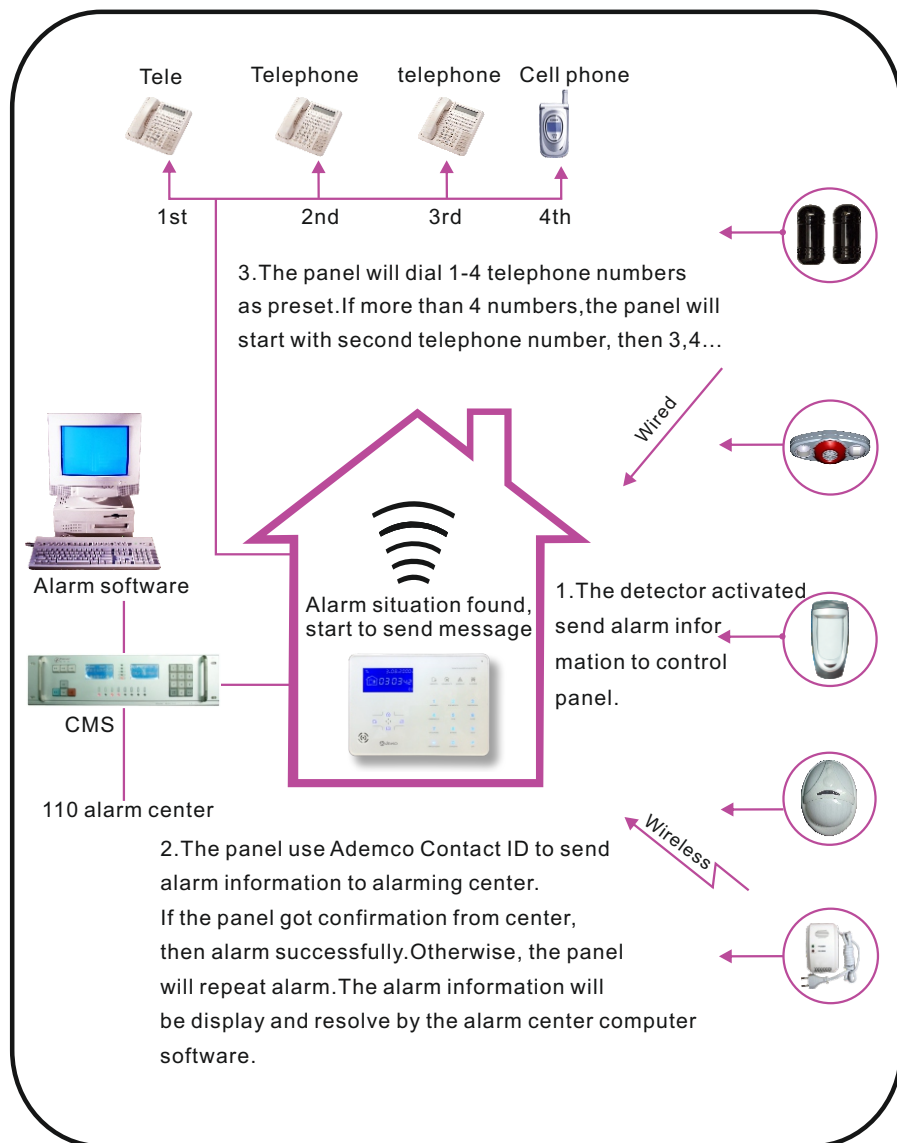 Tele
Telephone
telephone
Cell phone
1st
2nd
3rd
4th
3.The panel will dial 1-4 telephone numbers
as preset.If more than 4 numbers,the panel will
start with second telephone number, then 3,4...
Wired
Alarm software
Alarm situation found,
start to send message
1.The detector activated
send alarm infor
mation to control
panel.
CMS
110 alarm center
Wireless
2.The panel use Ademco Contact ID to send
alarm information to alarming center.
If the panel got confirmation from center,
then alarm successfully.Otherwise, the panel
will repeat alarm.The alarm information will
be display and resolve by the alarm center computer
software.